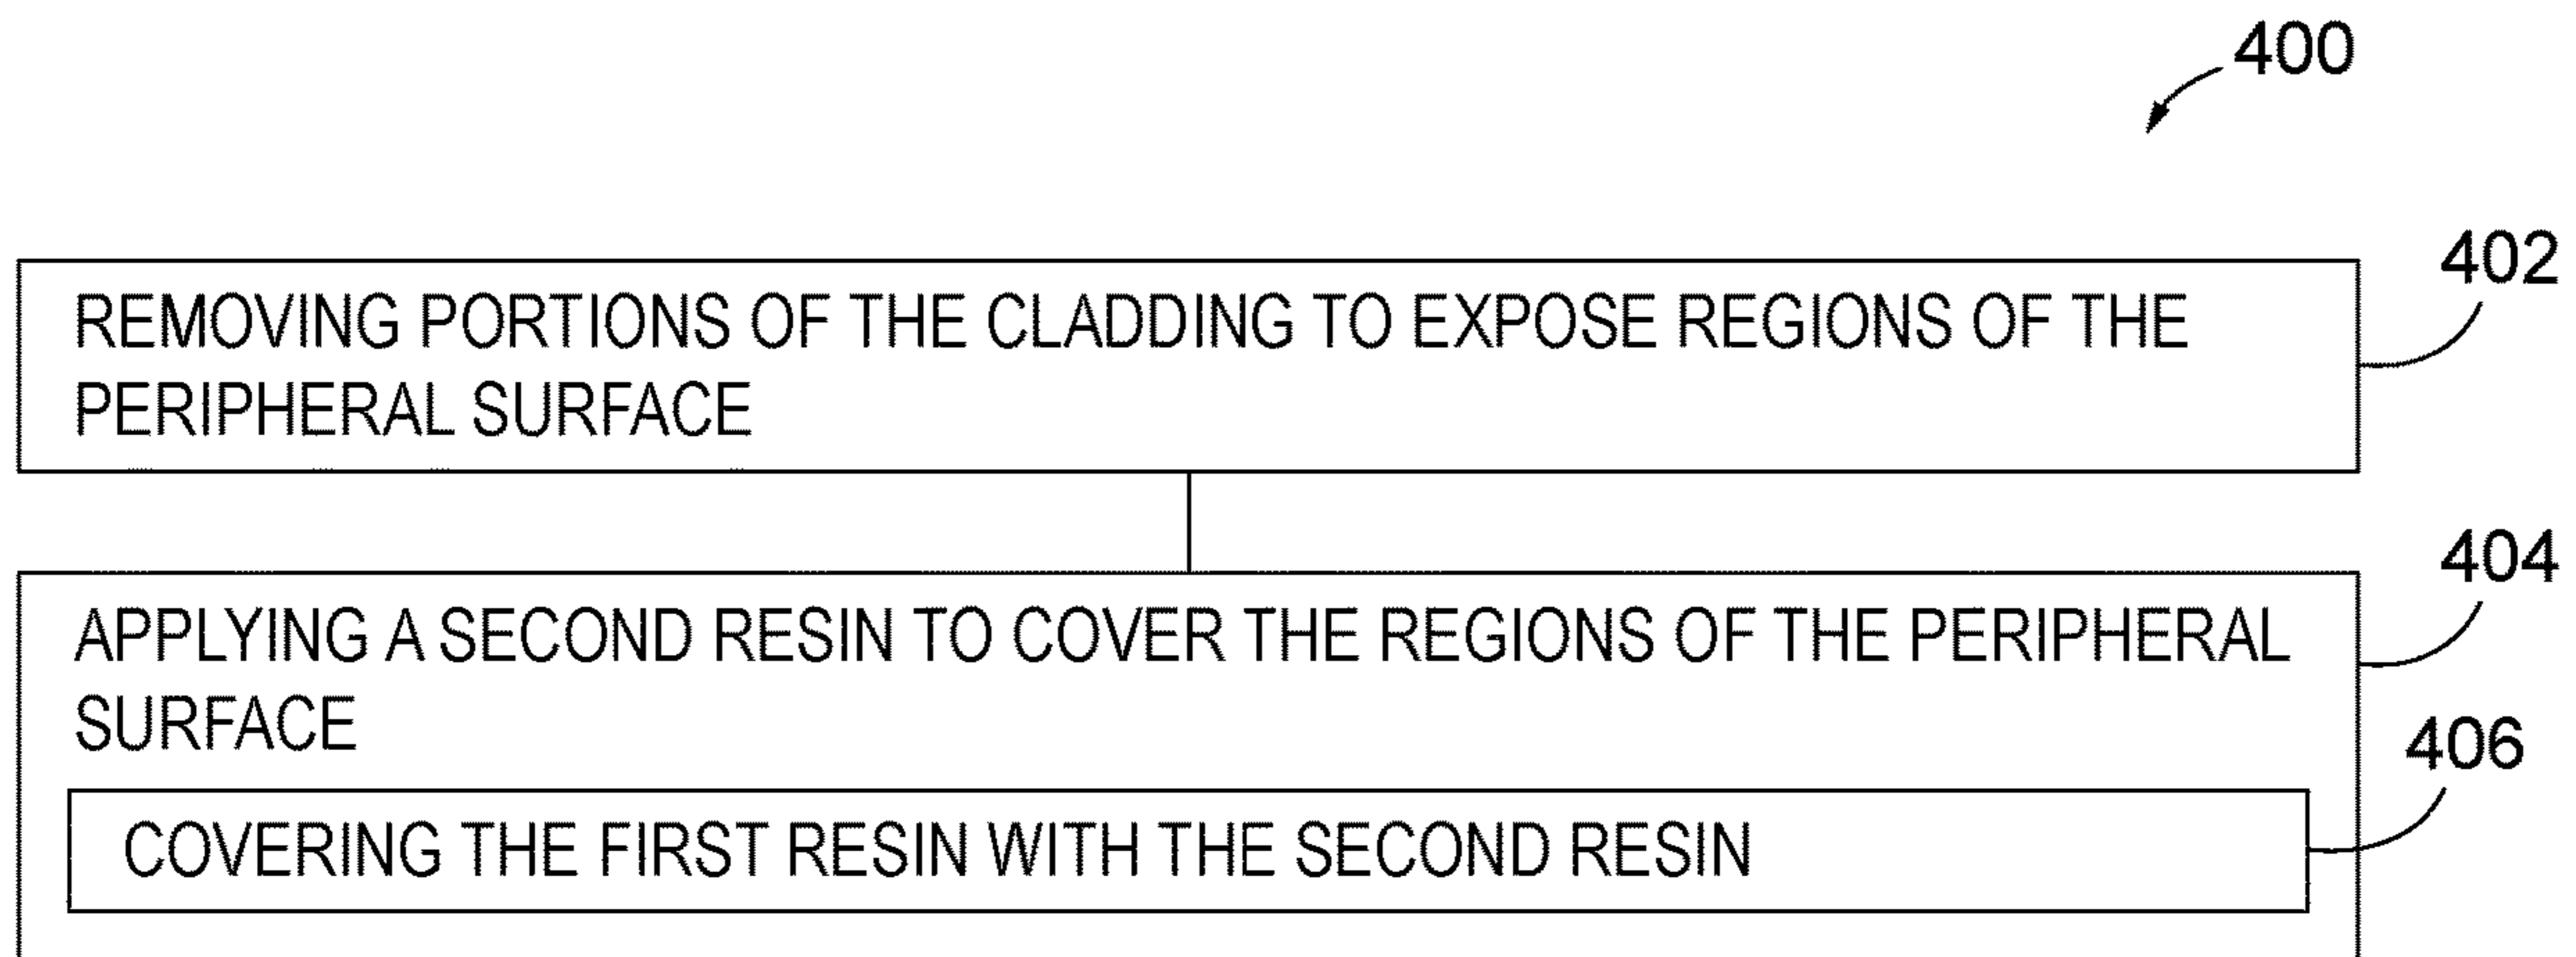 400
402
REMOVING PORTIONS OF THE CLADDING TO EXPOSE REGIONS OF THE
PERIPHERAL SURFACE
404
APPLYING A SECOND RESIN TO COVER THE REGIONS OF THE PERIPHERAL
SURFACE
406
COVERING THE FIRST RESIN WITH THE SECOND RESIN